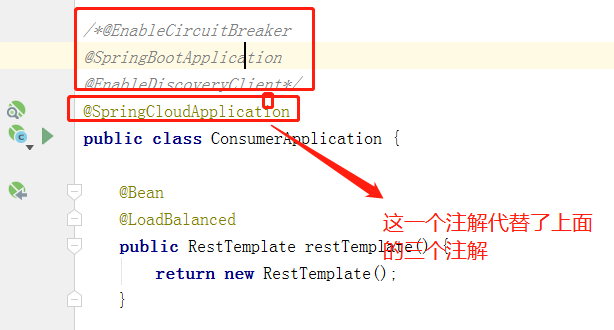 /*@EnableCircuitBreaker
@SpringBootApplication
@EnableDiscoveryClient*/
@SpringCloudApplication
public class ConsumerApplication {
@Bean
@LoadBalanced
public RestTemplate restTemplate() {
return new RestTemplate();
}
这一个注解代替了上面
的三个注解